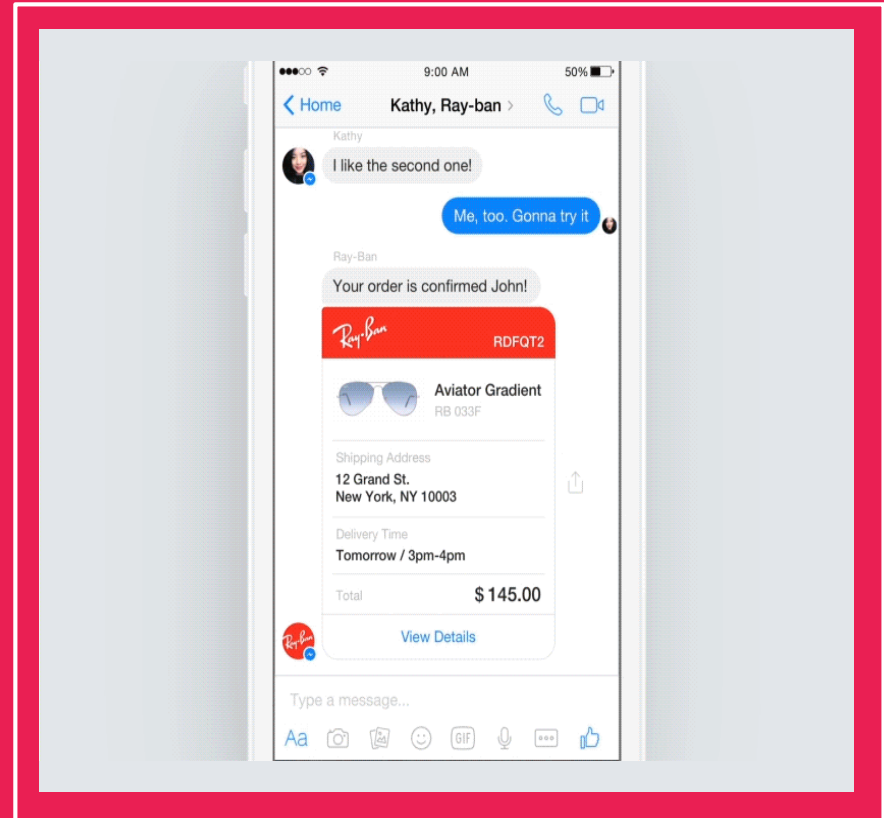 9:00 AM 50%
Home Kathy, Ray-ban >
Kathy
I like the second one!
Me, too. Gonna try it
Ray-Ban
Your order is confirmed John!
Ray-Ban RDFQT2
Aviator Gradient
RB 033F
Shipping Address
12 Grand St.
New York, NY 10003
Delivery Time
Tomorrow / 3pm-4pm
Total $ 145.00
Ray-Ban View Details
Type a message...
Aa GIF